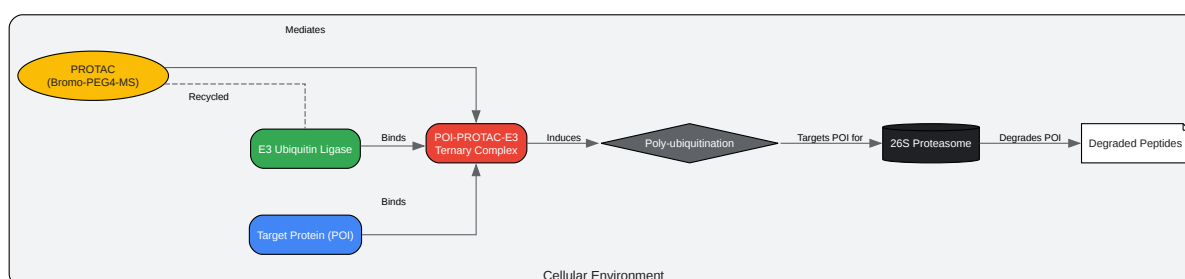 Mediates
PROTAC
(Bromo-PEG4-MS)
Recycled
E3 Ubiquitin Ligase
Binds
POI-PROTAC-E3
Ternary Complex
Induces
Poly-ubiquitination
Targets POI for
26S Proteasome
Degrades POI
Degraded Peptides
Binds
Target Protein (POI)
Cellular Environment